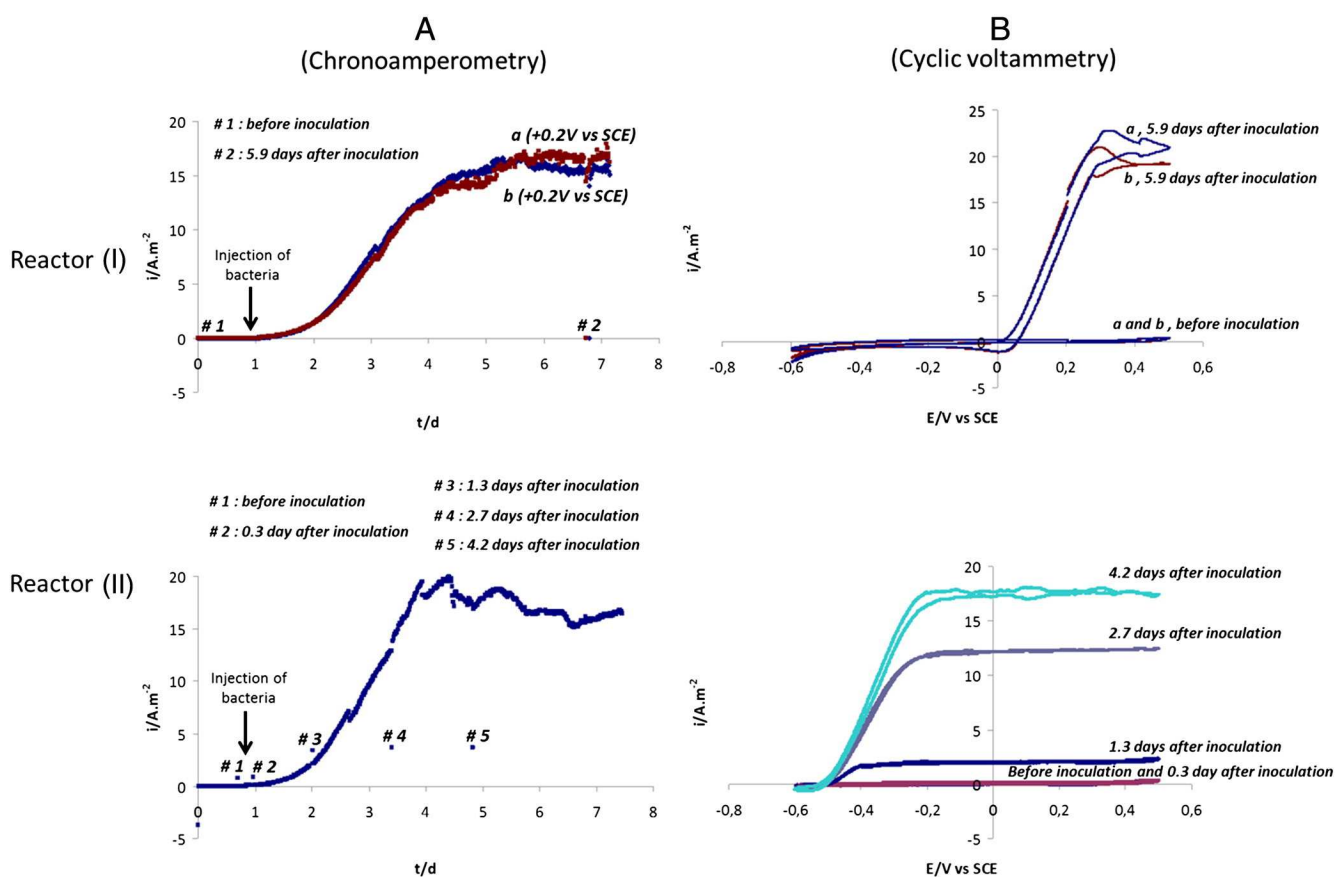 A
(Chronoamperometry)
B
(Cyclic voltammetry)
Reactor (I)
# 1 : before inoculation
# 2 : 5.9 days after inoculation
a (+0.2V vs SCE)
b (+0.2V vs SCE)
Injection of
bacteria
# 1
# 2
i/A.m-2
20
15
10
5
0
-5
0 1 2 3 4 5 6 7 8
t/d
a , 5.9 days after inoculation
b , 5.9 days after inoculation
a and b , before inoculation
i/A.m-2
25
20
15
10
5
0
-5
-0,8 -0,6 -0,4 -0,2 0 0,2 0,4 0,6
E/V vs SCE
Reactor (II)
# 1 : before inoculation
# 2 : 0.3 day after inoculation
# 3 : 1.3 days after inoculation
# 4 : 2.7 days after inoculation
# 5 : 4.2 days after inoculation
Injection of
bacteria
# 1 # 2
# 3
# 4
# 5
i/A.m-2
20
15
10
5
0
-5
0 1 2 3 4 5 6 7 8
t/d
4.2 days after inoculation
2.7 days after inoculation
1.3 days after inoculation
Before inoculation and 0.3 day after inoculation
i/A.m-2
20
15
10
5
0
-5
-0,8 -0,6 -0,4 -0,2 0 0,2 0,4 0,6
E/V vs SCE